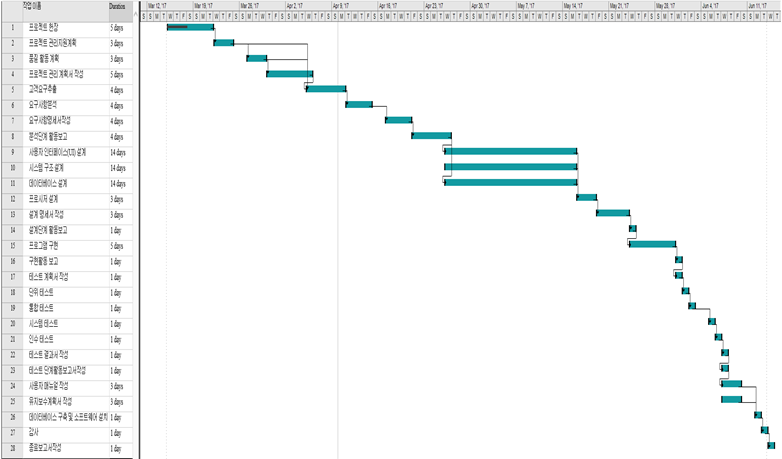 작업 이름 Duration
Mar 12, '17 Mar 19, '17 Mar 26, '17 Apr 2, '17 Apr 9, '17 Apr 16, '17 Apr 23, '17 Apr 30, '17 May 7, '17 May 14, '17 May 21, '17 May 28, '17 Jun 4, '17 Jun 11, '17
1 프로젝트 헌장 5 days
2 프로젝트 관리지원계획 3 days
3 품질 활동 계획 3 days
4 프로젝트 관리 계획서 작성 5 days
5 고객요구추출 4 days
6 요구사항분석 4 days
7 요구사항명세서작성 4 days
8 분석단계 활동보고 4 days
9 사용자 인터페이스(UI) 설계 14 days
10 시스템 구조 설계 14 days
11 데이터베이스 설계 14 days
12 프로시저 설계 3 days
13 설계 명세서 작성 3 days
14 설계단계 활동보고 1 day
15 프로그램 구현 5 days
16 구현활동 보고 1 day
17 테스트 계획서 작성 1 day
18 단위 테스트 1 day
19 통합 테스트 1 day
20 시스템 테스트 1 day
21 인수 테스트 1 day
22 테스트 결과서 작성 1 day
23 테스트 단계활동보고서작성 1 day
24 사용자 매뉴얼 작성 3 days
25 유지보수계획서 작성 3 days
26 데이터베이스 구축 및 소프트웨어 설치 1 day
27 감사 1 day
28 종료보고서작성 1 day